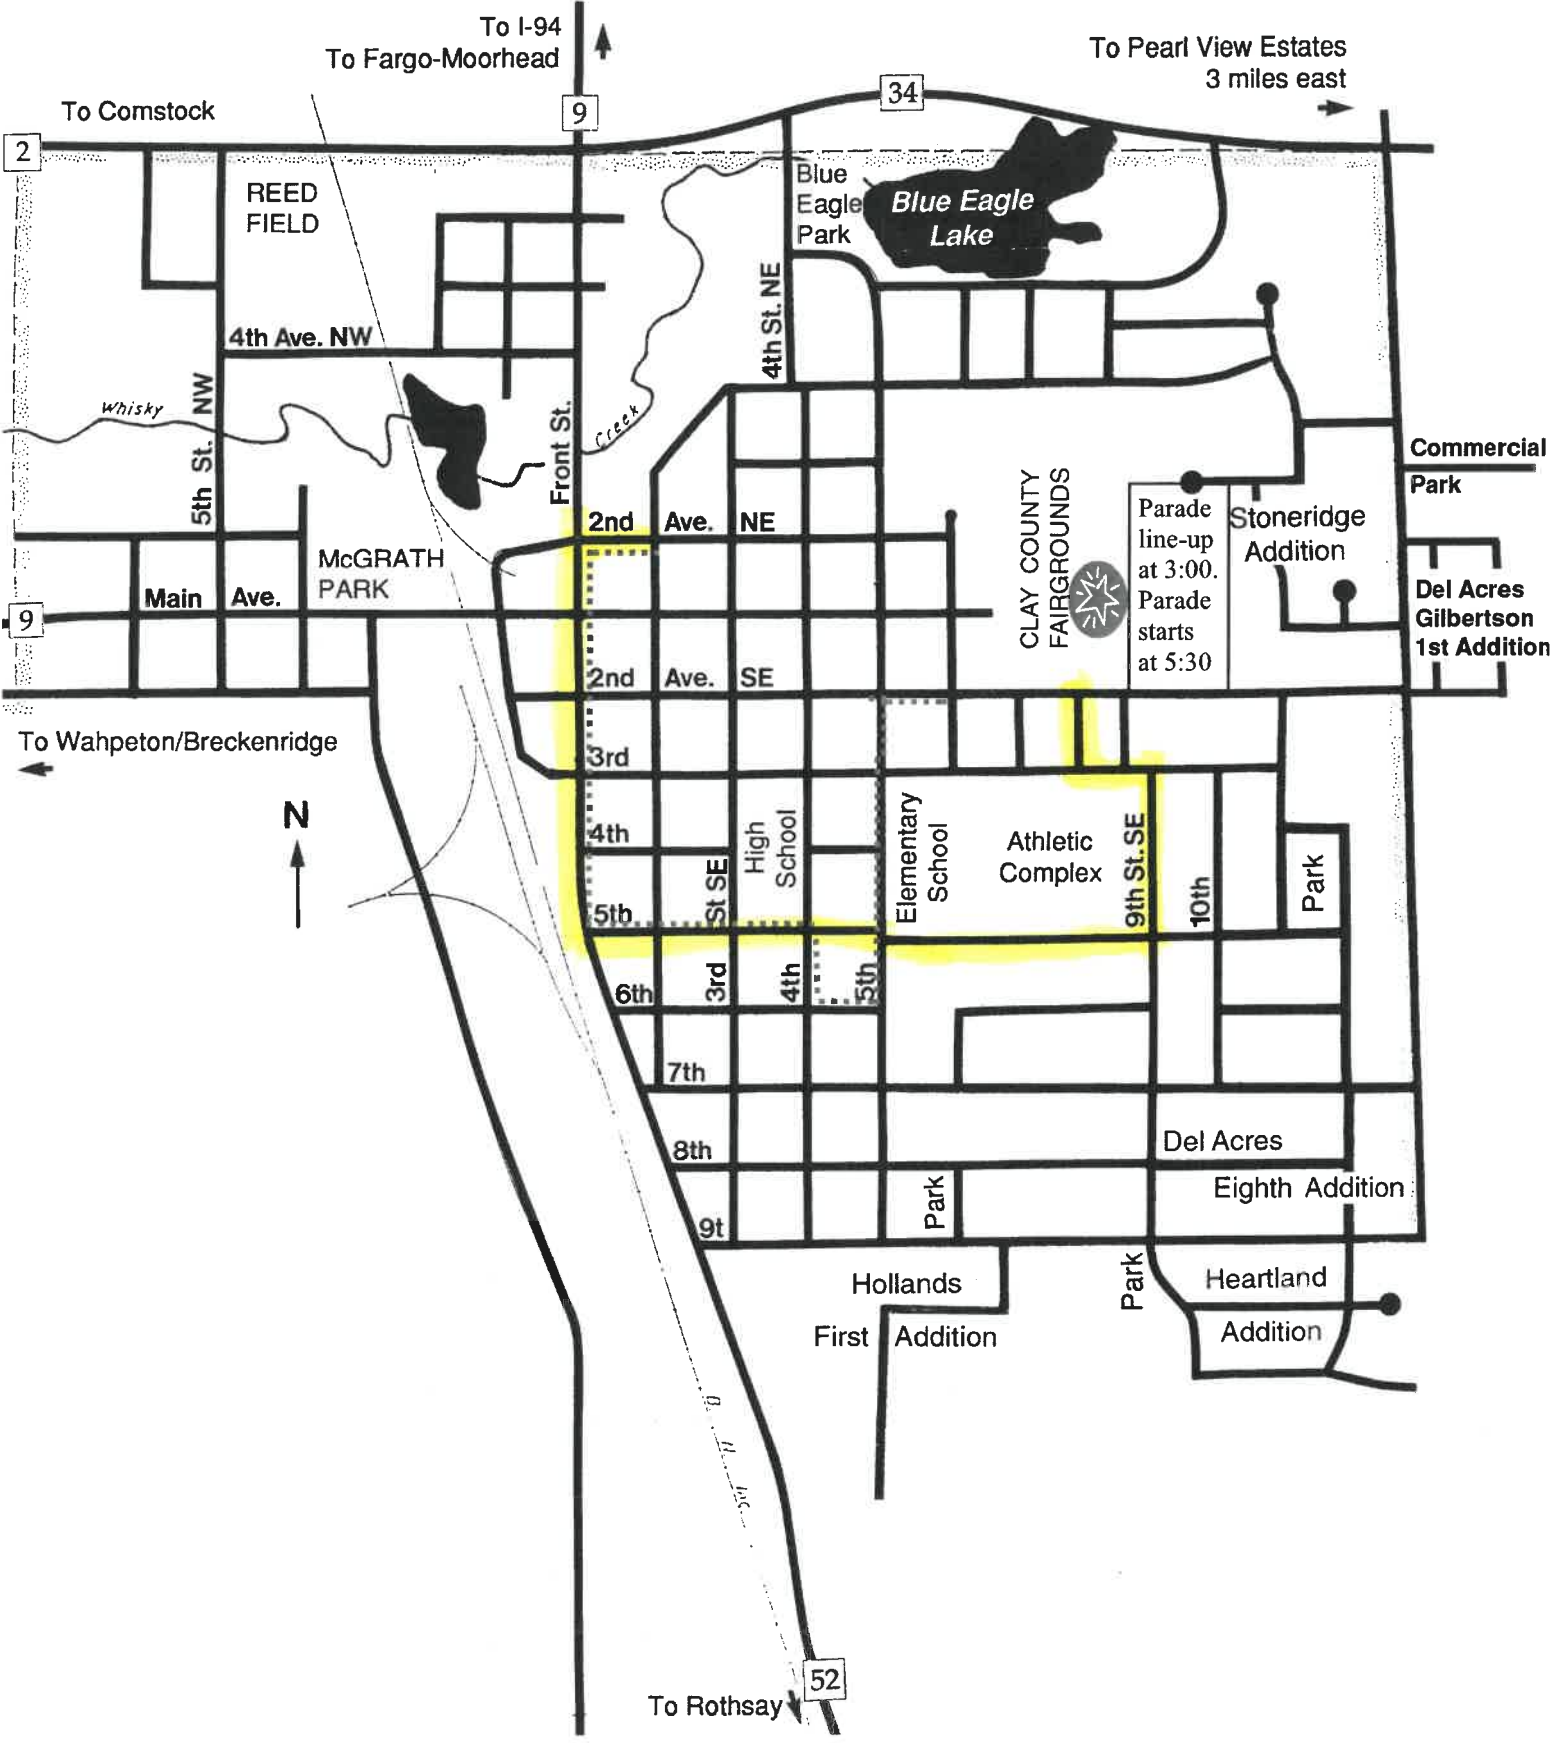 To I-94
To Fargo-Moorhead
To Pearl View Estates
3 miles east
34
9
To Comstock
2
REED
FIELD
Blue
Eagle
Park
Blue Eagle
Lake
4th St. NE
4th Ave. NW
Whisky
Creek
5th St. NW
Front St.
Commercial
Park
CLAY COUNTY
FAIRGROUNDS
Parade
line-up
at 3:00.
Parade
starts
at 5:30
Stoneridge
Addition
2nd Ave. NE
McGRATH
PARK
Main Ave.
9
Del Acres
Gilbertson
1st Addition
2nd Ave. SE
To Wahpeton/Breckenridge
3rd
N
4th
High
School
Elementary
School
Athletic
Complex
9th St. SE
10th
Park
St SE
5th
3rd
4th
5th
6th
7th
8th
Del Acres
Eighth Addition
Park
9t
Hollands
First Addition
Park
Heartland
Addition
52
To Rothsay